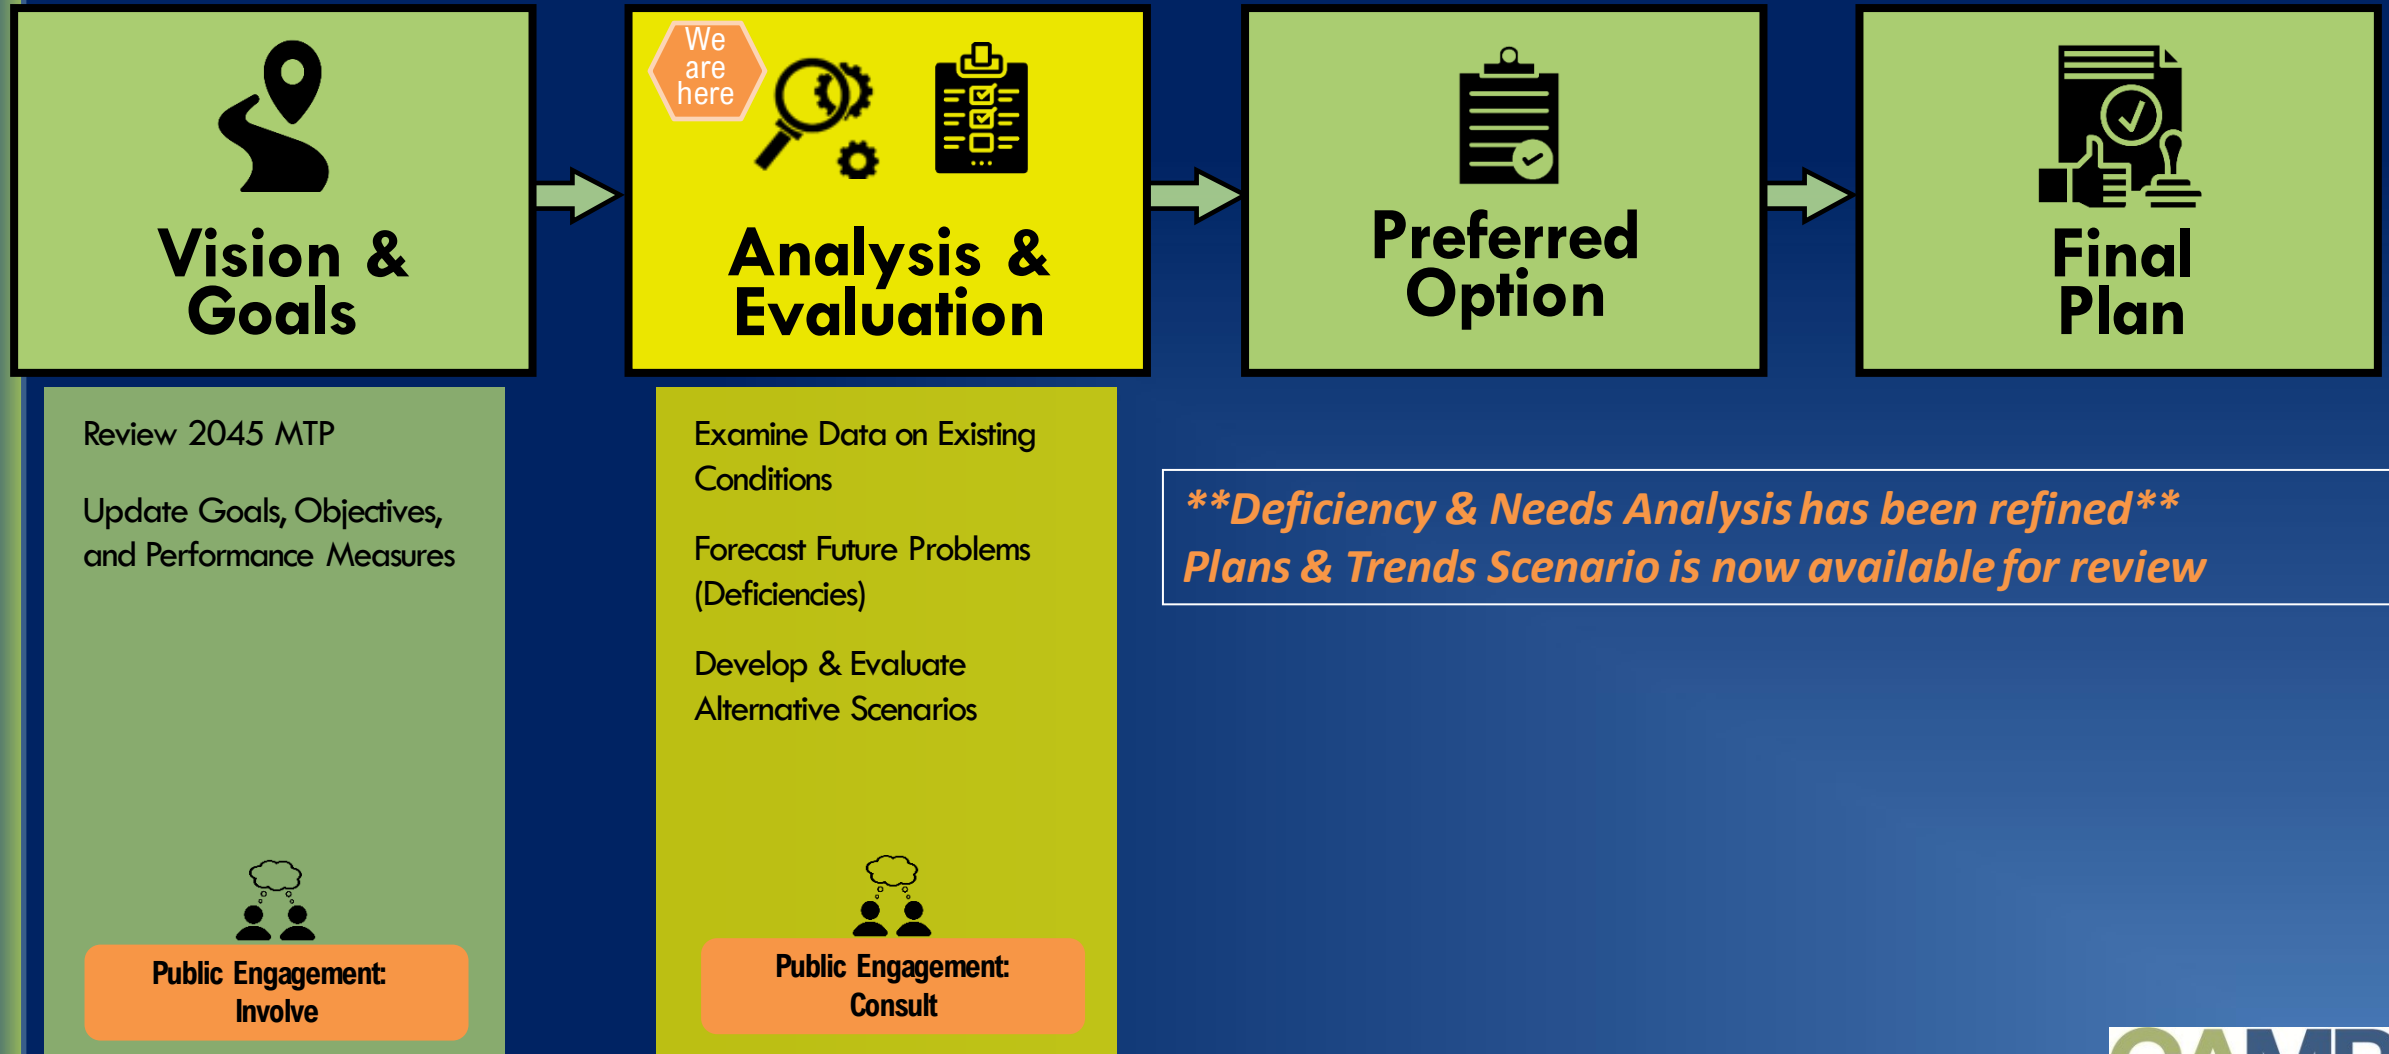 We
are
here
Vision &
Goals
Analysis &
Evaluation
Preferred
Option
Final
Plan
Review 2045 MTP
Update Goals, Objectives,
and Performance Measures
Public Engagement:
Involve
Examine Data on Existing
Conditions
Forecast Future Problems
(Deficiencies)
Develop & Evaluate
Alternative Scenarios
Public Engagement:
Consult
**Deficiency & Needs Analysis has been refined**
Plans & Trends Scenario is now available for review